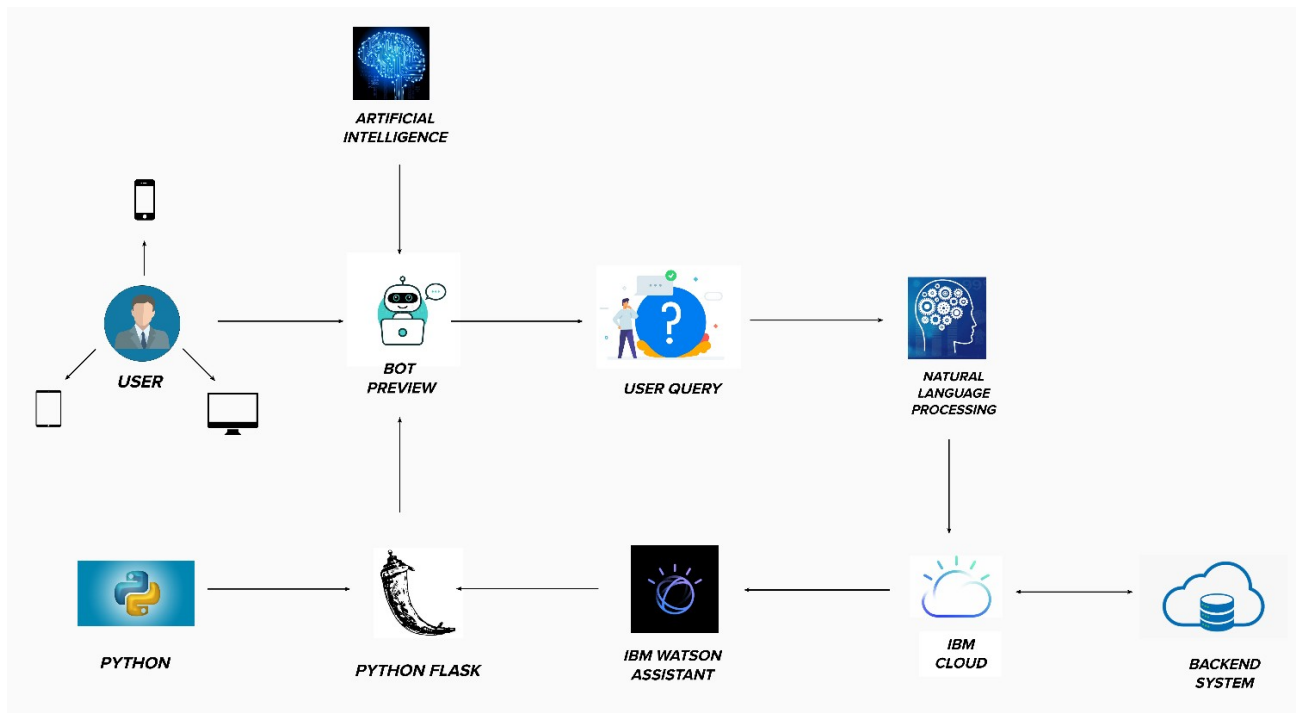 ARTIFICIAL
INTELLIGENCE
USER
BOT
PREVIEW
USER QUERY
NATURAL
LANGUAGE
PROCESSING
PYTHON
PYTHON FLASK
IBM WATSON
ASSISTANT
IBM
CLOUD
BACKEND
SYSTEM